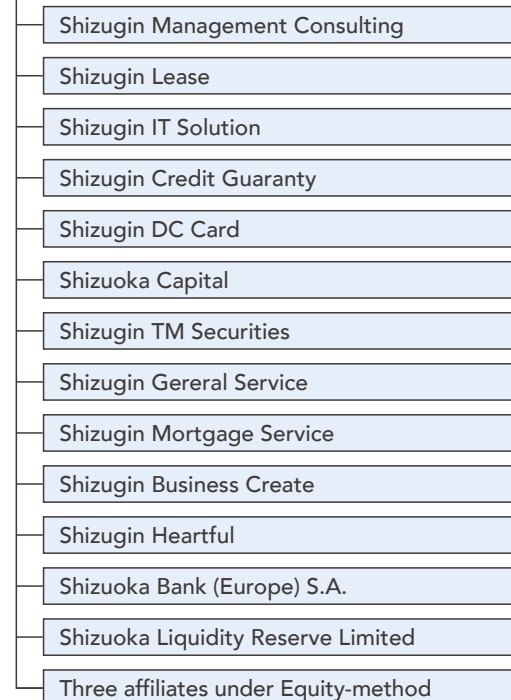 Shizugin Management Consulting
Shizugin Lease
Shizugin IT Solution
Shizugin Credit Guaranty
Shizugin DC Card
Shizuoka Capital
Shizugin TM Securities
Shizugin Gereral Service
Shizugin Mortgage Service
Shizugin Business Create
Shizugin Heartful
Shizuoka Bank (Europe) S.A.
Shizuoka Liquidity Reserve Limited
Three affiliates under Equity-method